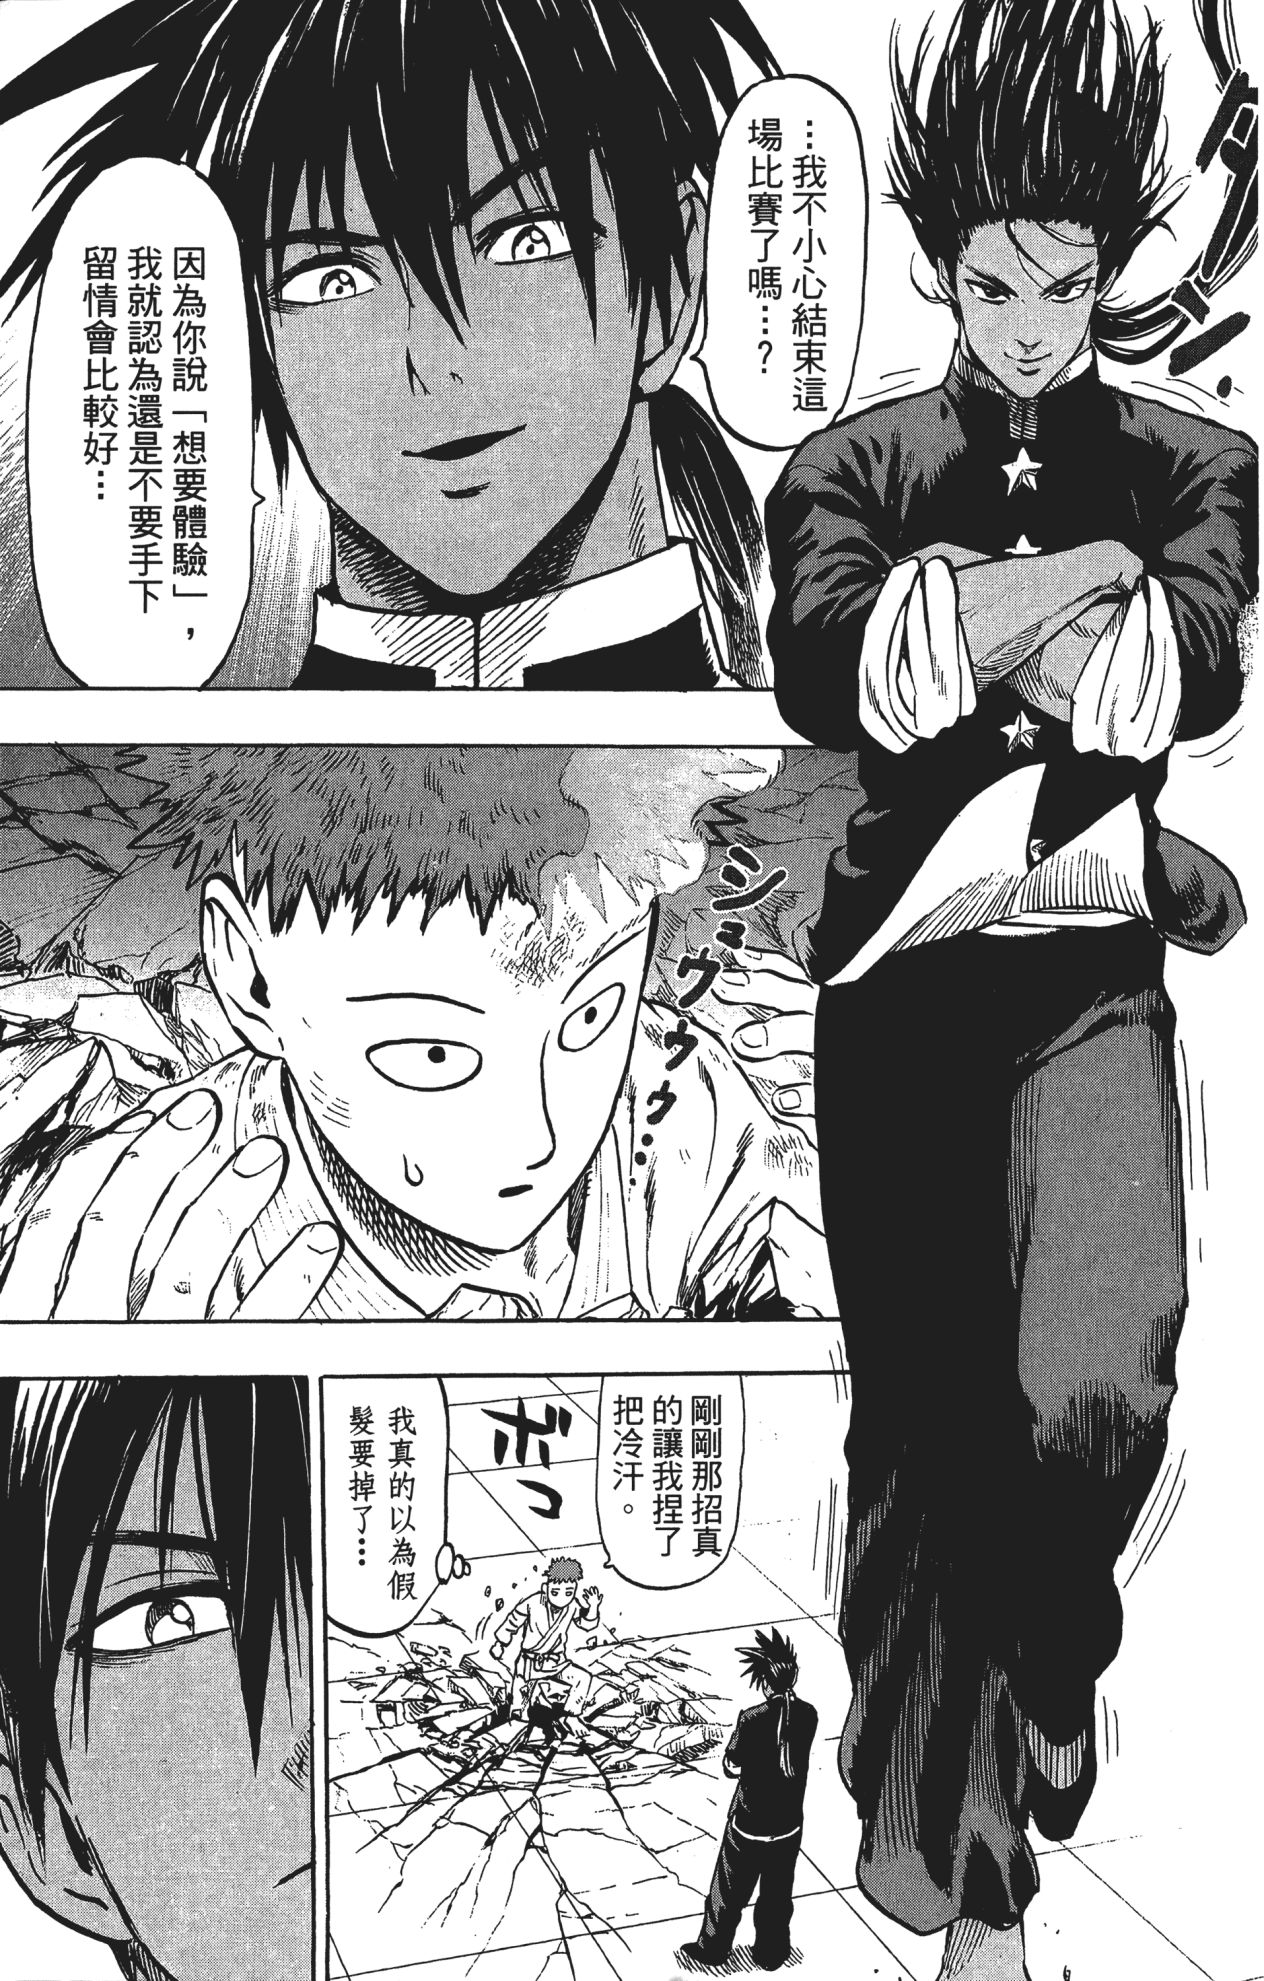 …我不小心結束這
場比賽了嗎…?
因為你說「想要體驗」，
我就認為還是不要手下
留情會比較好…
シュウウウ…
剛剛那招真
的讓我捏了
把冷汗。
ボコッ
我真的以為假
髮要掉了…